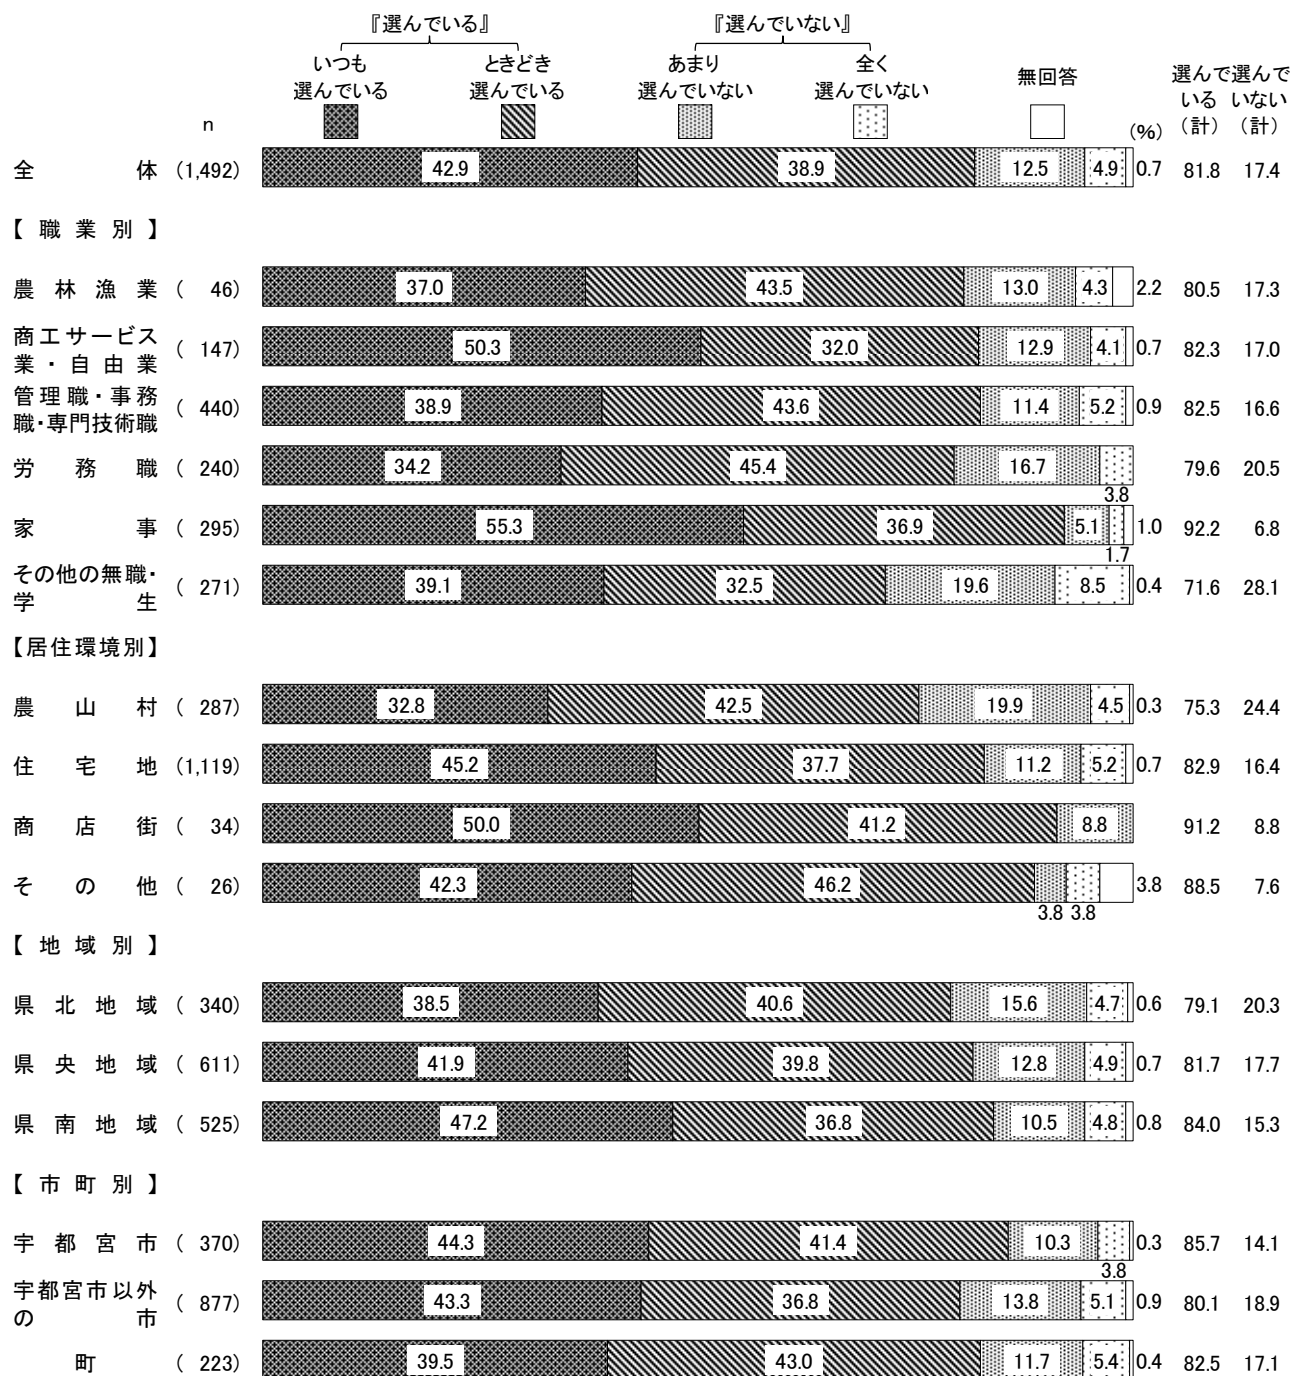 『選んでいる』 『選んでいない』
いつも ときどき あまり 全く
選んでいる 選んでいる 選んでいない 選んでいない 無回答 選んで 選んで
いる いない
n (%) (計) (計)
全体 (1,492) 42.9 38.9 12.5 4.9 0.7 81.8 17.4
【職業別】
農林漁業 ( 46) 37.0 43.5 13.0 4.3 2.2 80.5 17.3
商工サービス
業・自由業 ( 147) 50.3 32.0 12.9 4.1 0.7 82.3 17.0
管理職・事務
職・専門技術職 ( 440) 38.9 43.6 11.4 5.2 0.9 82.5 16.6
労務職 ( 240) 34.2 45.4 16.7 79.6 20.5
3.8
家事 ( 295) 55.3 36.9 5.1 1.0 92.2 6.8
1.7
その他の無職・
学生 ( 271) 39.1 32.5 19.6 8.5 0.4 71.6 28.1
【居住環境別】
農山村 ( 287) 32.8 42.5 19.9 4.5 0.3 75.3 24.4
住宅地 (1,119) 45.2 37.7 11.2 5.2 0.7 82.9 16.4
商店街 ( 34) 50.0 41.2 8.8 91.2 8.8
その他 ( 26) 42.3 46.2 3.8 88.5 7.6
3.8 3.8
【地域別】
県北地域 ( 340) 38.5 40.6 15.6 4.7 0.6 79.1 20.3
県央地域 ( 611) 41.9 39.8 12.8 4.9 0.7 81.7 17.7
県南地域 ( 525) 47.2 36.8 10.5 4.8 0.8 84.0 15.3
【市町別】
宇都宮市 ( 370) 44.3 41.4 10.3 0.3 85.7 14.1
3.8
宇都宮市以外
の市 ( 877) 43.3 36.8 13.8 5.1 0.9 80.1 18.9
町 ( 223) 39.5 43.0 11.7 5.4 0.4 82.5 17.1